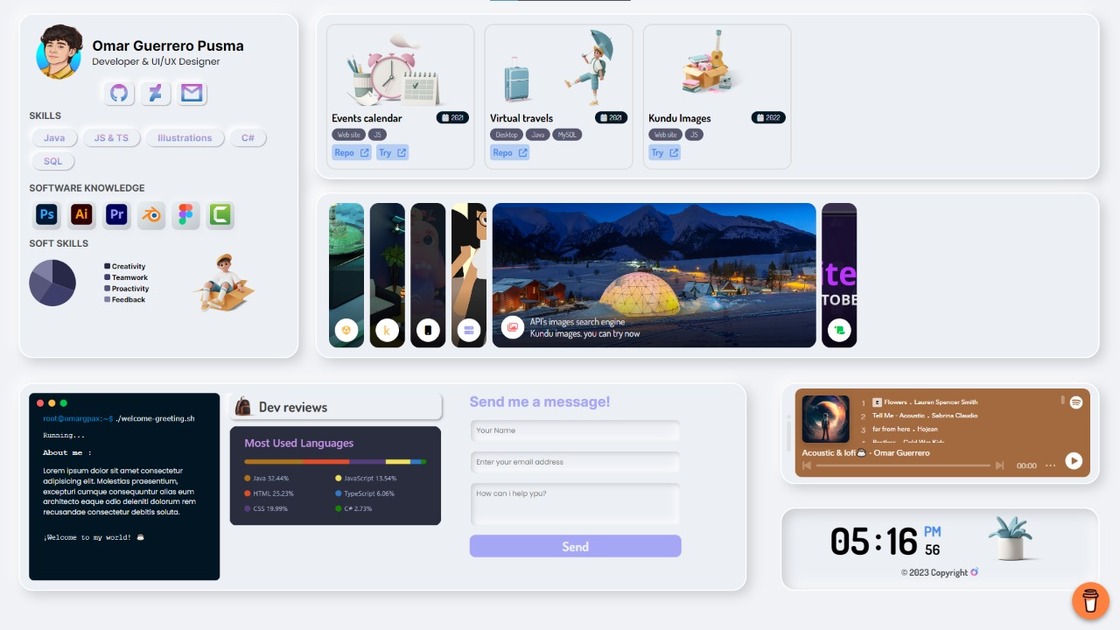 Omar Guerrero Pusma
Developer & UI/UX Designer
SKILLS
Java
JS & TS
Illustrations
C#
SQL
SOFTWARE KNOWLEDGE
Ps
Ai
Pr
SOFT SKILLS
Creativity
Teamwork
Proactivity
Feedback
Events calendar
2021
Web site
JS
Repo
Try
Virtual travels
2021
Desktop
Java
MySQL
Repo
Kundu Images
2022
Web site
JS
Try
k
API's images search engine
Kundu images, you can try now
ite
TOBE
root@omargpax:~$ ./welcome-greeting.sh
Running...
About me :
Lorem ipsum dolor sit amet consectetur
adipisicing elit. Molestias praesentium,
excepturi cumque consequuntur alias eum
architecto eaque odio deleniti dolorum rem
recusandae consectetur debitis soluta.
¡Welcome to my world!
Dev reviews
Most Used Languages
Java 32.44%
JavaScript 13.54%
HTML 25.23%
TypeScript 6.06%
CSS 19.99%
C# 2.73%
Send me a message!
Your Name
Enter your email address
How can i help ypu?
Send
1 E Flowers . Lauren Spencer Smith
2 Tell Me - Acoustic . Sabrina Claudio
3 far from here . Hojean
4
Acoustic & lofi · Omar Guerrero
00:00
05:16 PM
56
© 2023 Copyright